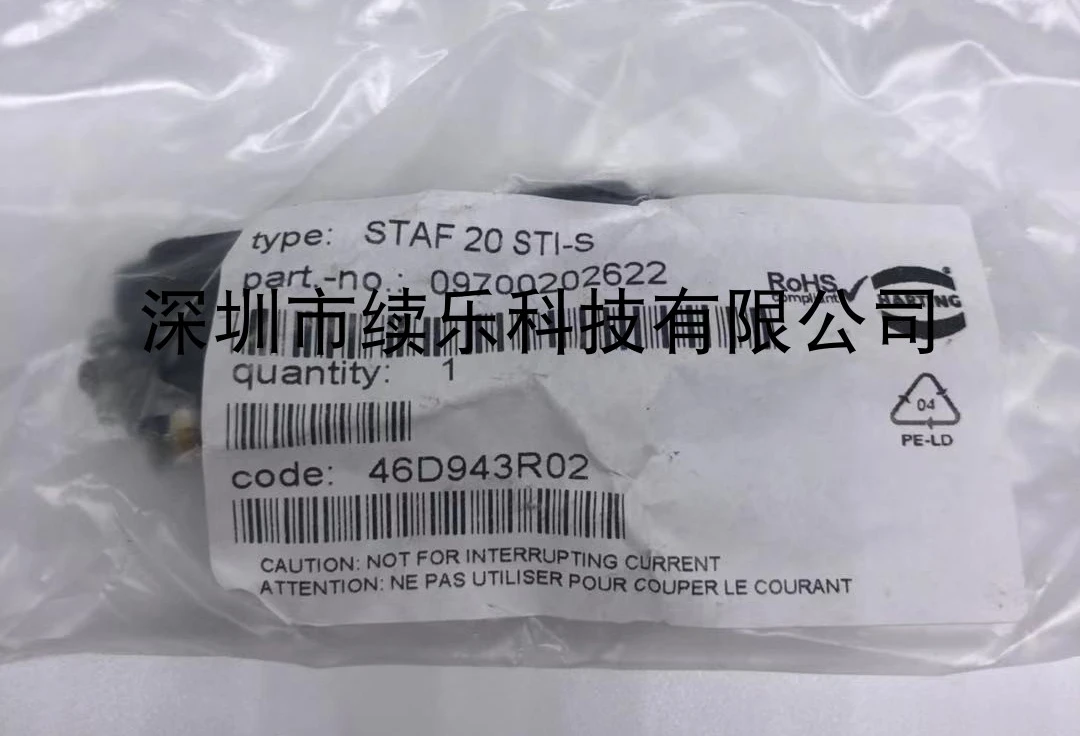 type: STAF 20 STI-S
part.-no.: 09700202622
RoHS
compliant
HARTING
深圳市续乐科技有限公司
quantity: 1
04
PE-LD
code: 46D943R02
CAUTION: NOT FOR INTERRUPTING CURRENT
ATTENTION: NE PAS UTILISER POUR COUPER LE COURANT